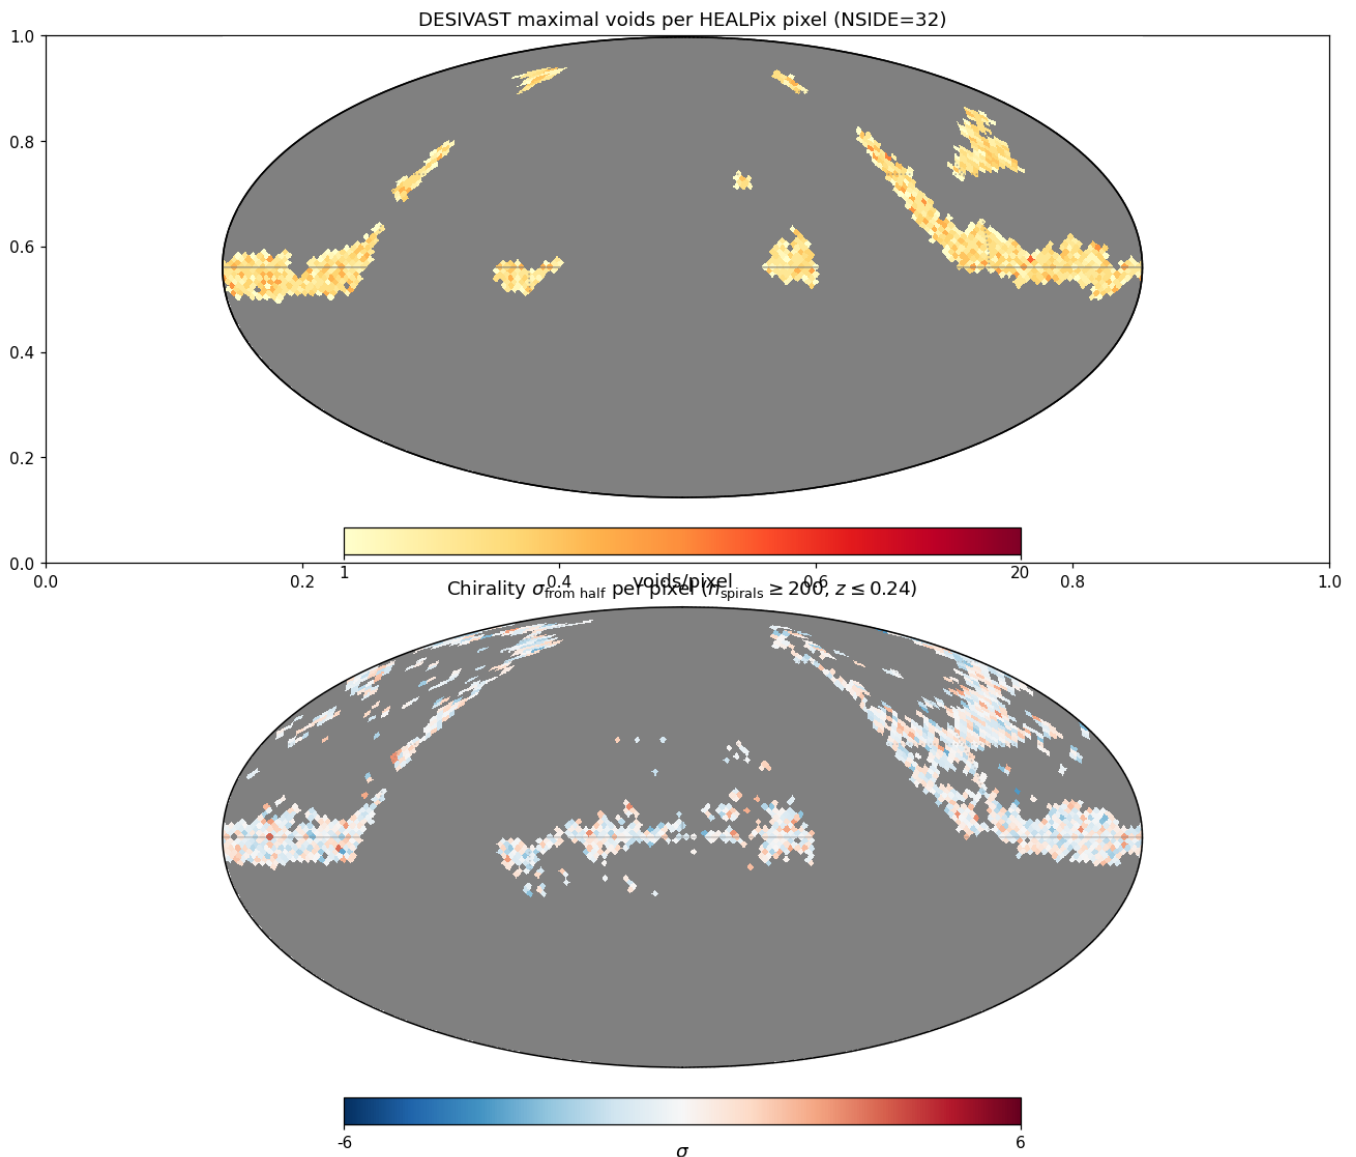 DESIVAST maximal voids per HEALPix pixel (NSIDE=32)
1.0
0.8
0.6
0.4
0.2
0.0
1 20
0.0 0.2 0.4 0.6 0.8 1.0
voids/pixel
Chirality σfrom half per pixel (nspirals ≥ 200, z ≤ 0.24)
-6 6
σ